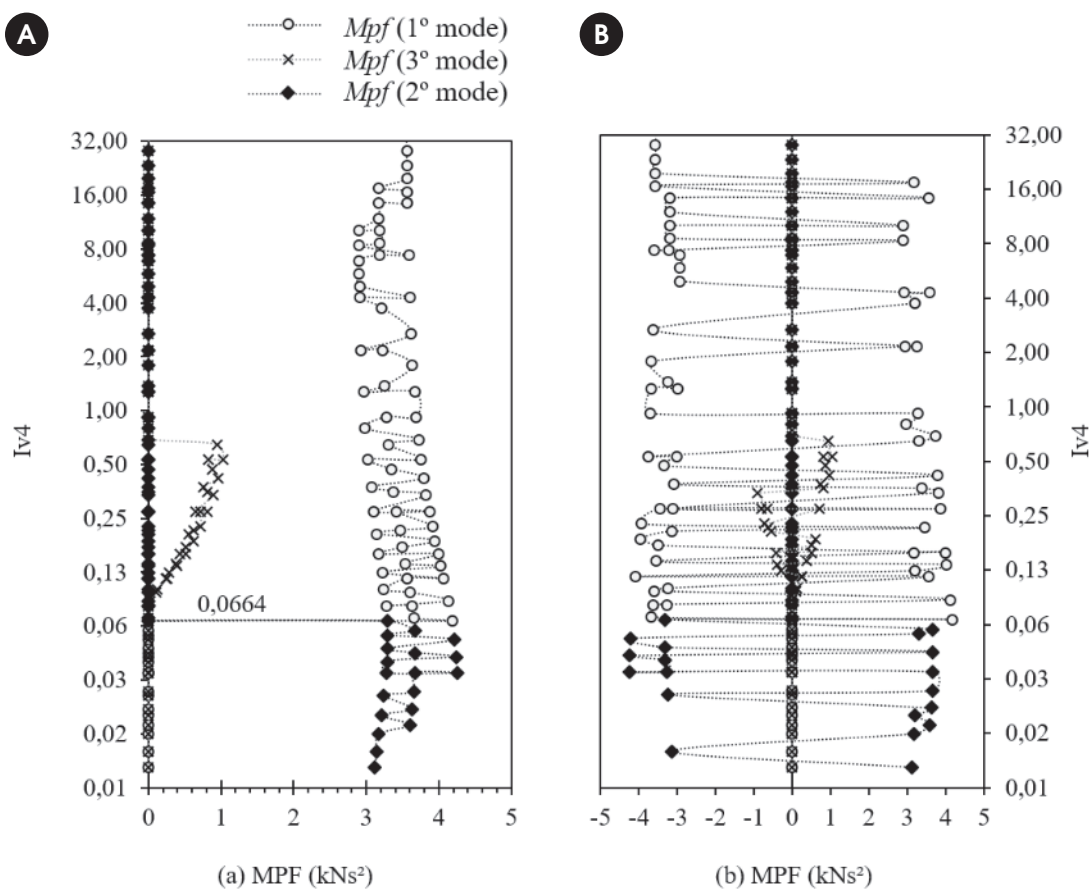 A
Mpf (1º mode)
Mpf (3º mode)
Mpf (2º mode)
B
32,00
16,00
8,00
4,00
2,00
1,00
0,50
0,25
0,13
0,06
0,03
0,02
0,01
Iv4
0,0664
0 1 2 3 4 5
(a) MPF (kNs²)
32,00
16,00
8,00
4,00
2,00
1,00
0,50
0,25
0,13
0,06
0,03
0,02
0,01
Iv4
-5 -4 -3 -2 -1 0 1 2 3 4 5
(b) MPF (kNs²)